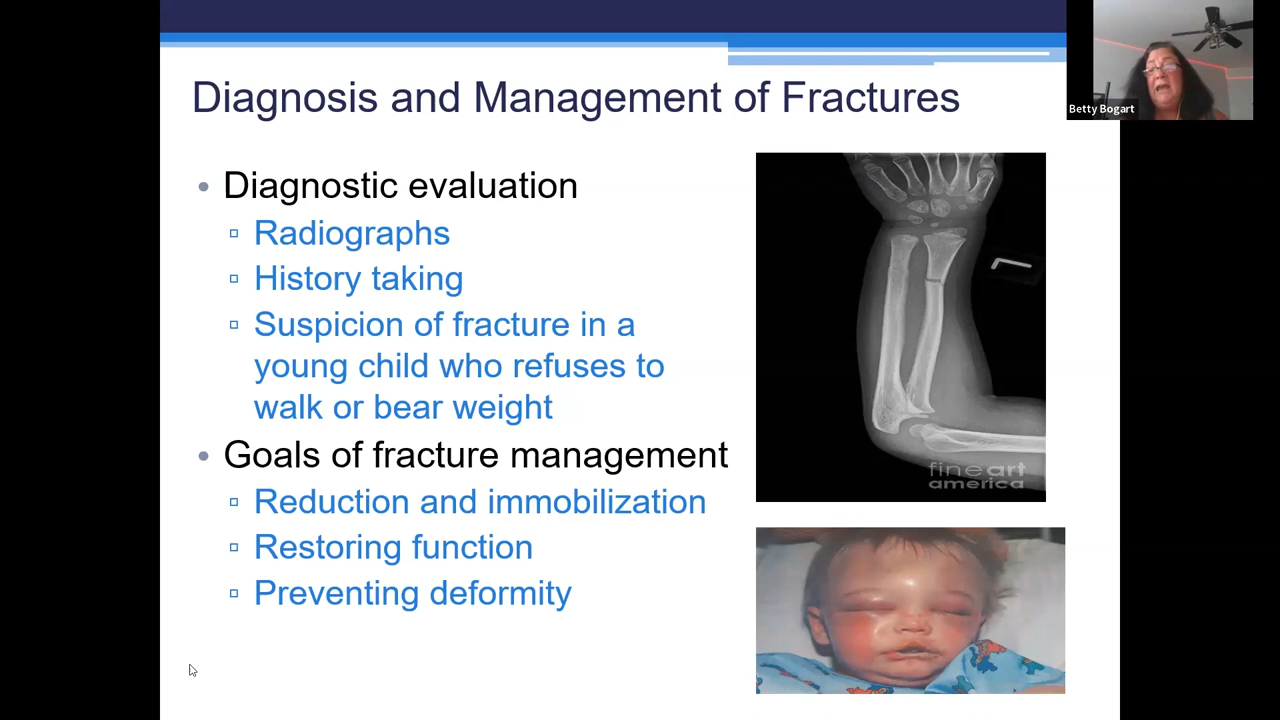 Diagnosis and Management of Fractures
Betty Bogart
• Diagnostic evaluation
▫ Radiographs
▫ History taking
▫ Suspicion of fracture in a
young child who refuses to
walk or bear weight
• Goals of fracture management
▫ Reduction and immobilization
▫ Restoring function
▫ Preventing deformity
L
fineart
america